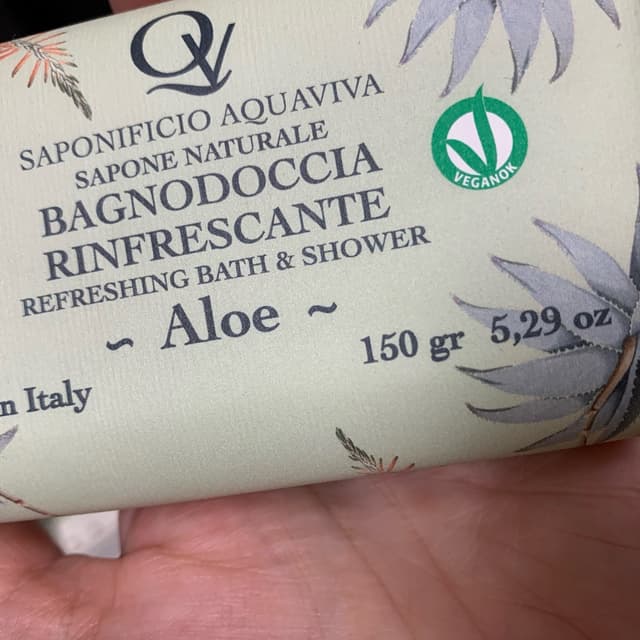 QV
SAPONIFICIO AQUAVIVA
SAPONE NATURALE
BAGNODOCCIA
RINFRESCANTE
REFRESHING BATH & SHOWER
~ Aloe ~
150 gr 5,29 oz
n Italy
VEGANOK